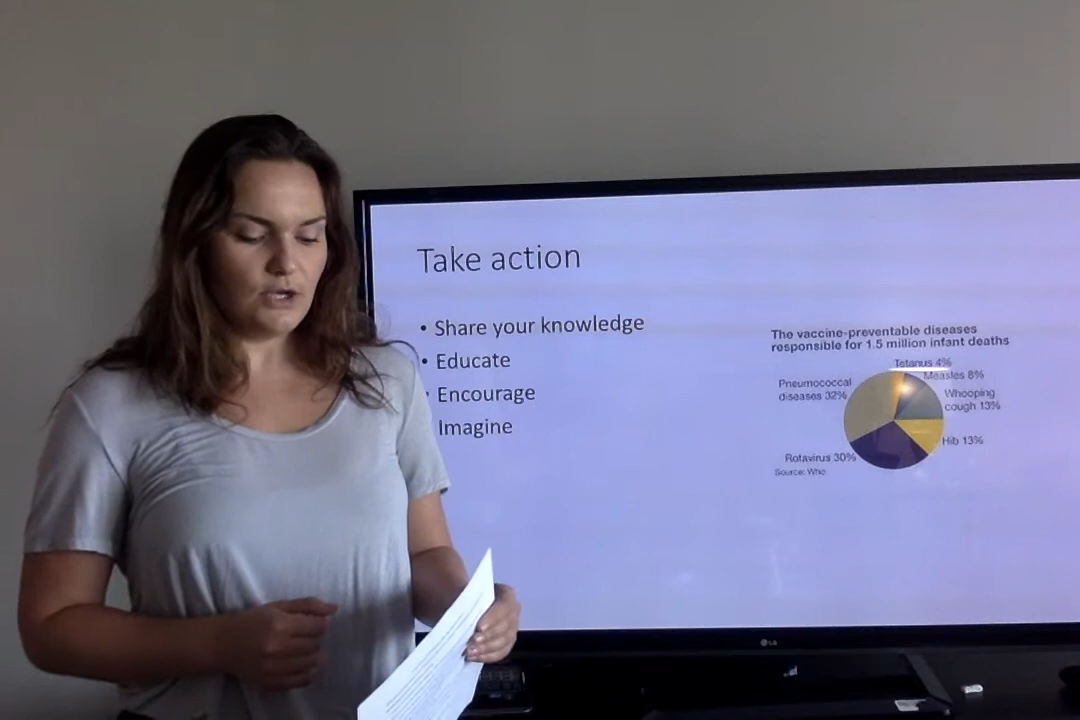 Take action
• Share your knowledge
• Educate
• Encourage
Imagine
The vaccine-preventable diseases
responsible for 1.5 million infant deaths
Tetanus 4%
Measles 8%
Pneumococcal
diseases 32%
Whooping
cough 13%
Hib 13%
Rotavirus 30%
Source: Who
LG